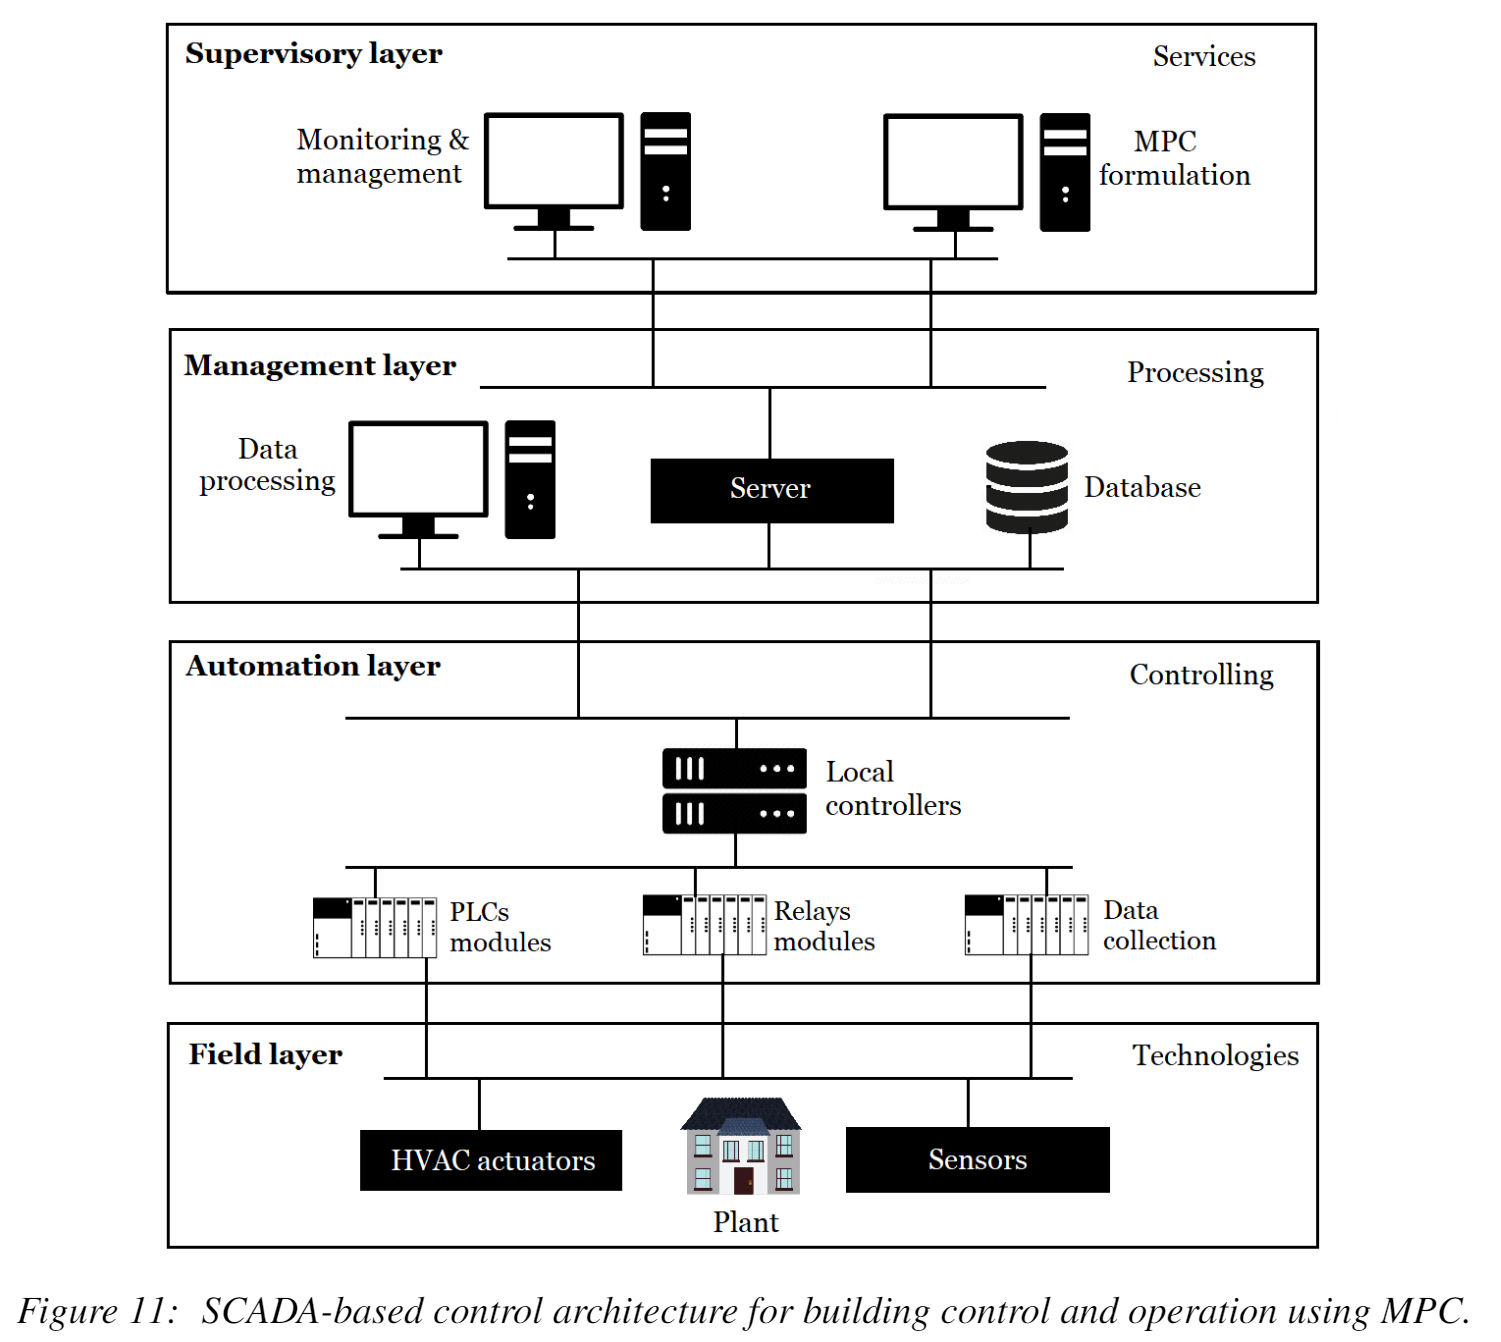 Supervisory layer
Services
Monitoring &
management
MPC
formulation
Management layer
Processing
Data
processing
Server
Database
Automation layer
Controlling
Local
controllers
PLCs
modules
Relays
modules
Data
collection
Field layer
Technologies
HVAC actuators
Sensors
Plant
Figure 11: SCADA-based control architecture for building control and operation using MPC.